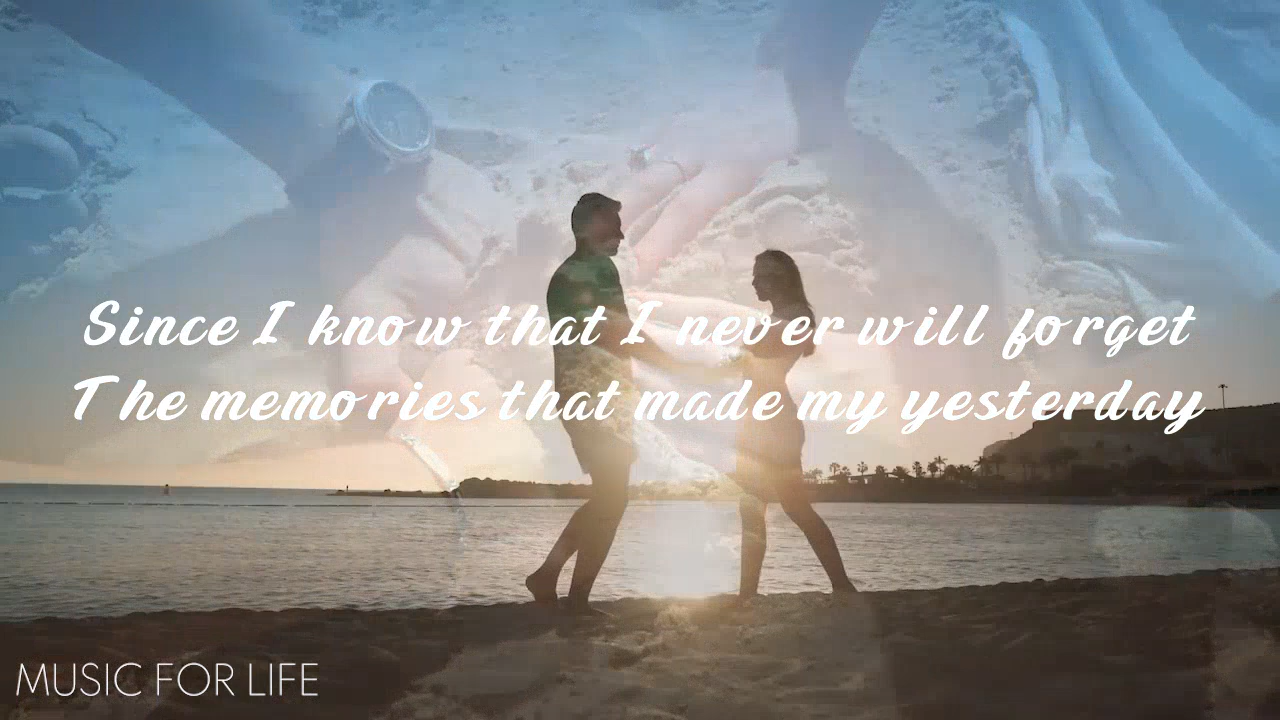 Since I know that I never will forget
The memories that made my yesterday
MUSIC FOR LIFE